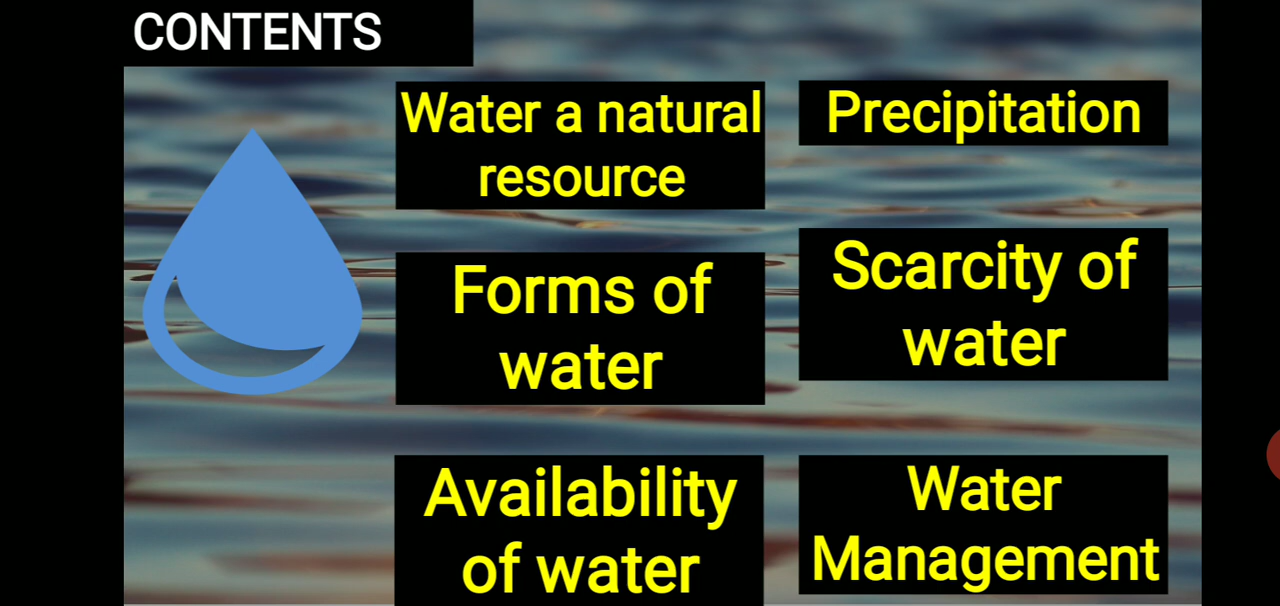 CONTENTS
Water a natural
resource
Forms of
water
Availability
of water
Precipitation
Scarcity of
water
Water
Management